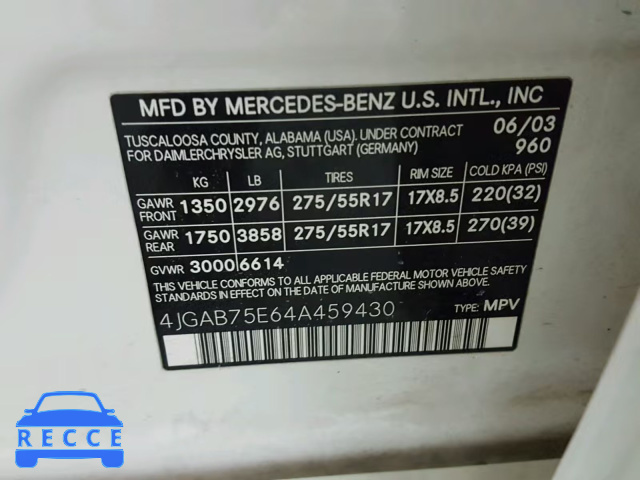 MFD BY MERCEDES-BENZ U.S. INTL., INC
TUSCALOOSA COUNTY, ALABAMA (USA). UNDER CONTRACT 06/03
FOR DAIMLERCHRYSLER AG, STUTTGART (GERMANY) 960
KG LB TIRES RIM SIZE COLD KPA (PSI)
GAWR FRONT 1350 2976 275/55R17 17X8.5 220(32)
GAWR REAR 1750 3858 275/55R17 17X8.5 270(39)
GVWR 3000 6614
THIS VEHICLE CONFORMS TO ALL APPLICABLE FEDERAL MOTOR VEHICLE SAFETY
STANDARDS IN EFFECT ON THE DATE OF MANUFACTURE SHOWN ABOVE.
4JGAB75E64A459430 TYPE: MPV
RECCE